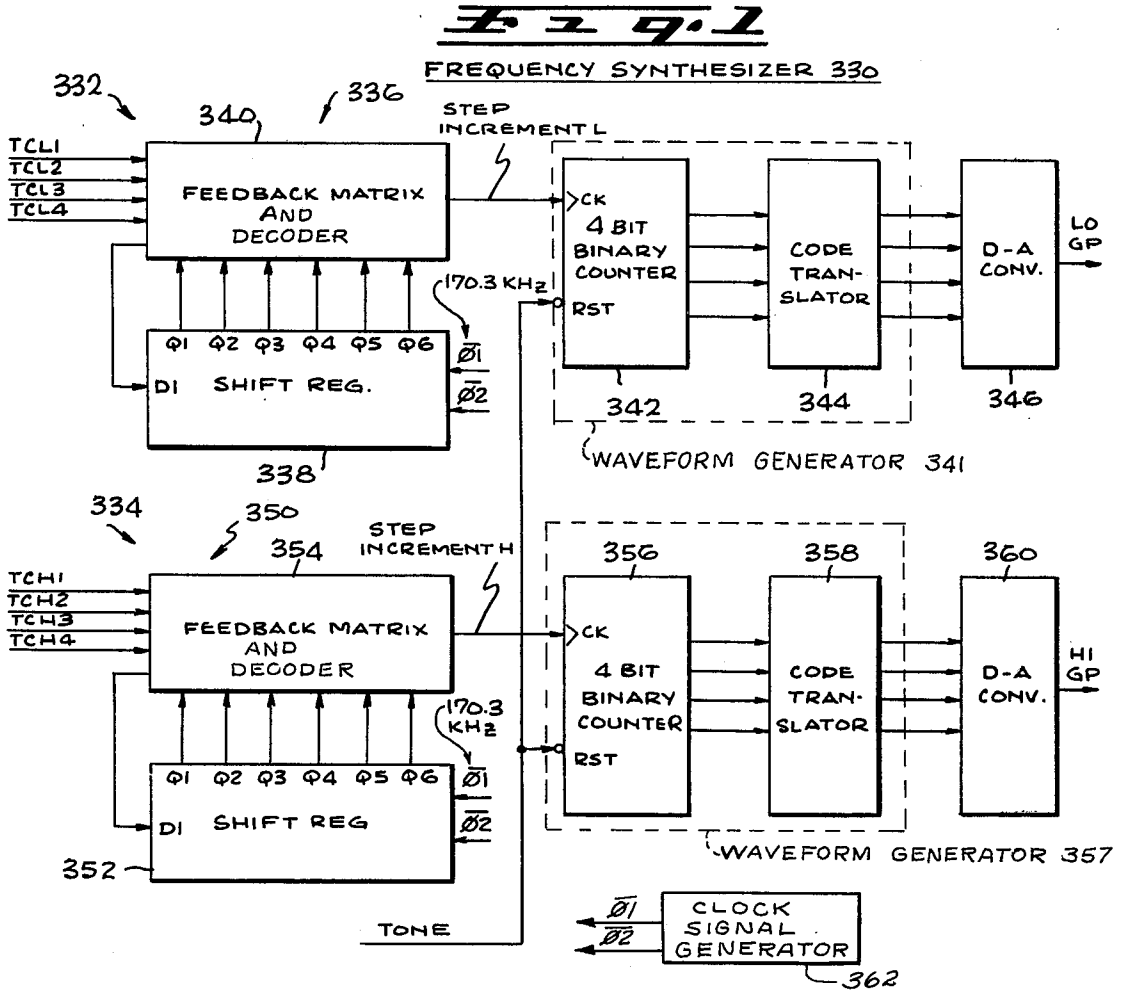 Fig. 1
FREQUENCY SYNTHESIZER 330
332
340
336
STEP
INCREMENT L
TCL1
TCL2
TCL3
TCL4
FEEDBACK MATRIX
AND
DECODER
CK
4 BIT
BINARY
COUNTER
RST
CODE
TRAN-
SLATOR
D-A
CONV.
LO
GP
170.3 KHz
Q1 Q2 Q3 Q4 Q5 Q6
D1
SHIFT REG.
Ø1
Ø2
338
342
344
346
WAVEFORM GENERATOR 341
334
350
354
STEP
INCREMENT H
356
358
360
TCH1
TCH2
TCH3
TCH4
FEEDBACK MATRIX
AND
DECODER
CK
4 BIT
BINARY
COUNTER
RST
CODE
TRAN-
SLATOR
D-A
CONV.
HI
GP
170.3
KHz
Q1 Q2 Q3 Q4 Q5 Q6
D1
SHIFT REG
Ø1
Ø2
352
WAVEFORM GENERATOR 357
TONE
Ø1
Ø2
CLOCK
SIGNAL
GENERATOR
362